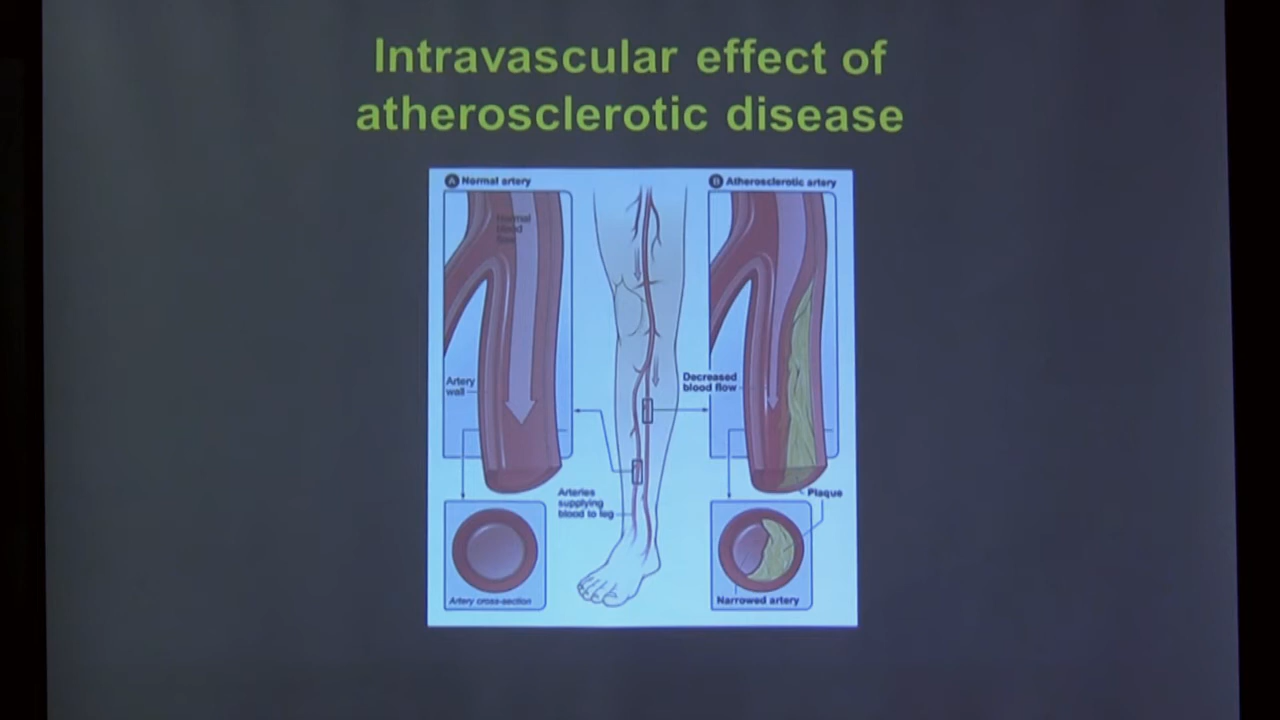 Intravascular effect of
atherosclerotic disease
A Normal artery
Normal
blood
flow
Artery
wall
Arteries
supplying
blood to leg
Artery cross-section
B Atherosclerotic artery
Decreased
blood flow
Plaque
Narrowed artery